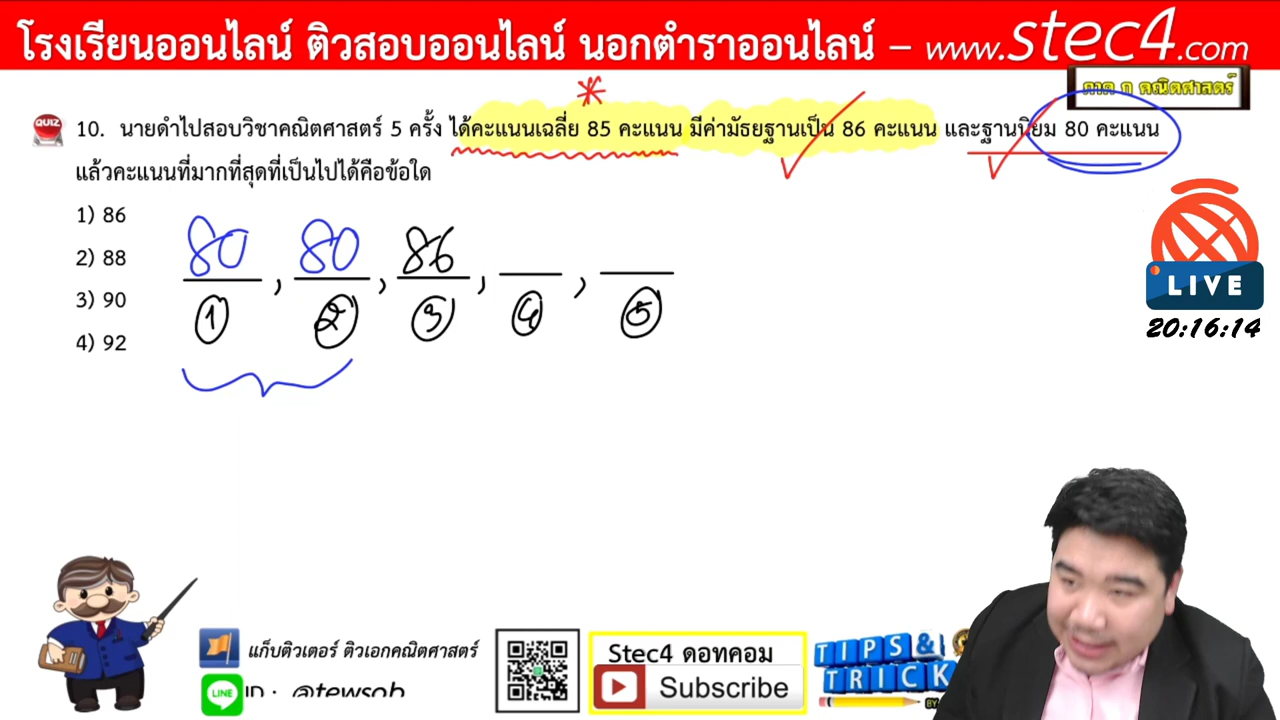 โรงเรียนออนไลน์ ติวสอบออนไลน์ นอกตำราออนไลน์ – www.stec4.com
ภาค ก คณิตศาสตร์
QUIZ
10. นายดำไปสอบวิชาคณิตศาสตร์ 5 ครั้ง ได้คะแนนเฉลี่ย 85 คะแนน มีค่ามัธยฐานเป็น 86 คะแนน และฐานนิยม 80 คะแนน
แล้วคะแนนที่มากที่สุดที่เป็นไปได้คือข้อใด
1) 86
2) 88
3) 90
4) 92
80 , 80 , 86 , ,
1 2 3 4 5
LIVE
20:16:14
แก็บติวเตอร์ ติวเอกคณิตศาสตร์
LINE ID : @tewsob
Stec4 ดอทคอม
Subscribe
TIPS &
TRICK
BY